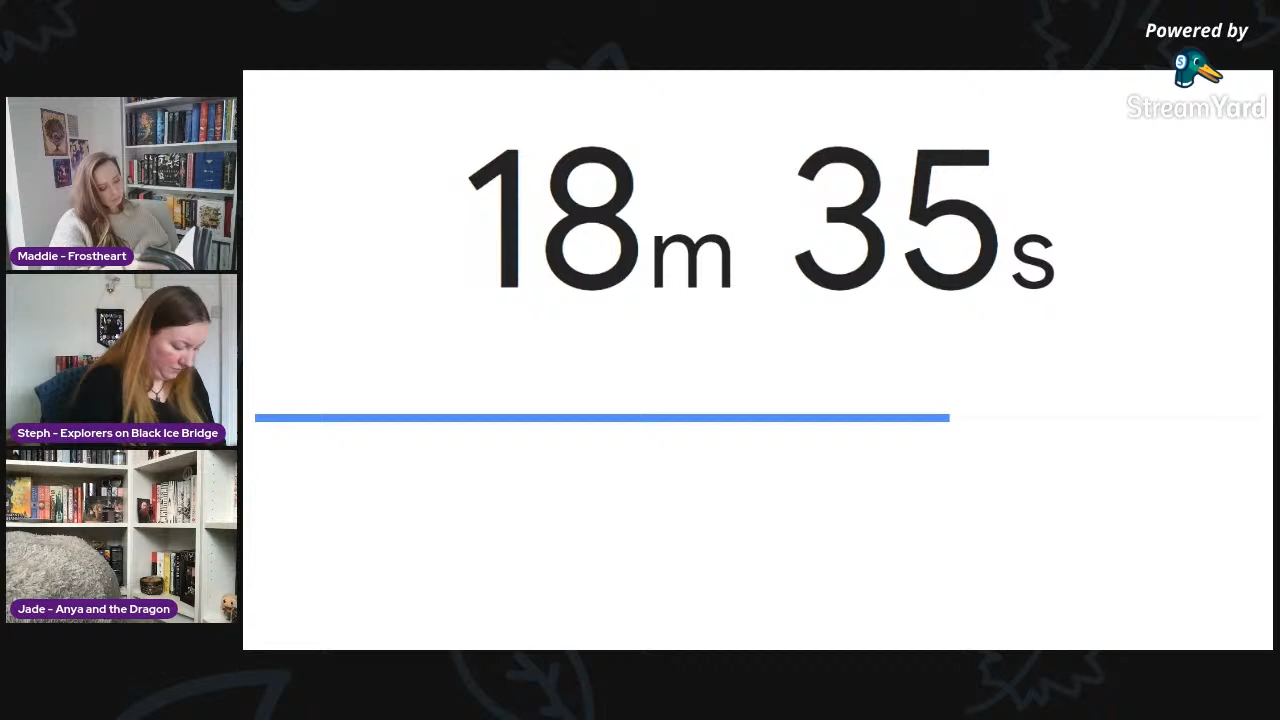 Powered by
StreamYard
18m 35s
Maddie - Frostheart
Steph - Explorers on Black Ice Bridge
Jade - Anya and the Dragon